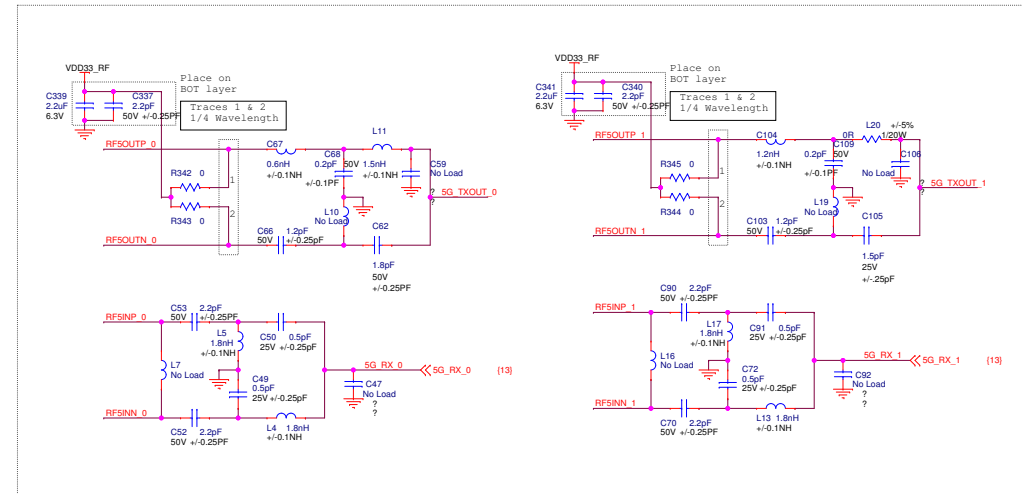 VDD33_RF
Place on
BOT layer
C339
2.2uF
6.3V
C337
2.2pF
50V +/-0.25PF
Traces 1 & 2
1/4 Wavelength
RF5OUTP_0
C67
0.6nH
+/-0.1NH
L11
1.5nH
+/-0.1NH
C68
0.2pF
50V
+/-0.1PF
C59
No Load
?
?
5G_TXOUT_0
R342 0
R343 0
1
2
L10
No Load
RF5OUTN_0
C66
50V
1.2pF
+/-0.25pF
C62
1.8pF
50V
+/-0.25PF
RF5INP_0
C53
50V
2.2pF
+/-0.25PF
L5
1.8nH
+/-0.1NH
C50 0.5pF
25V +/-0.25pF
L7
No Load
C49
0.5pF
25V +/-0.25pF
5G_RX_0
5G_RX_0 {13}
C47
No Load
?
?
RF5INN_0
C52 2.2pF
50V +/-0.25PF
L4 1.8nH
+/-0.1NH
VDD33_RF
Place on
BOT layer
C341
2.2uF
6.3V
C340
2.2pF
50V +/-0.25PF
Traces 1 & 2
1/4 Wavelength
RF5OUTP_1
C104
1.2nH
+/-0.1NH
L20
0R
+/-5%
1/20W
C109
50V
0.2pF
+/-0.1PF
C106
No Load
?
?
5G_TXOUT_1
R345 0
R344 0
1
2
L19
No Load
RF5OUTN_1
C103 1.2pF
50V +/-0.25pF
C105
1.5pF
25V
+/-.25pF
RF5INP_1
C90 2.2pF
50V +/-0.25PF
L17
1.8nH
+/-0.1NH
C91 0.5pF
25V +/-0.25pF
L16
No Load
C72
0.5pF
25V +/-0.25pF
5G_RX_1
5G_RX_1 {13}
C92
No Load
?
?
RF5INN_1
C70 2.2pF
50V +/-0.25PF
L13 1.8nH
+/-0.1NH